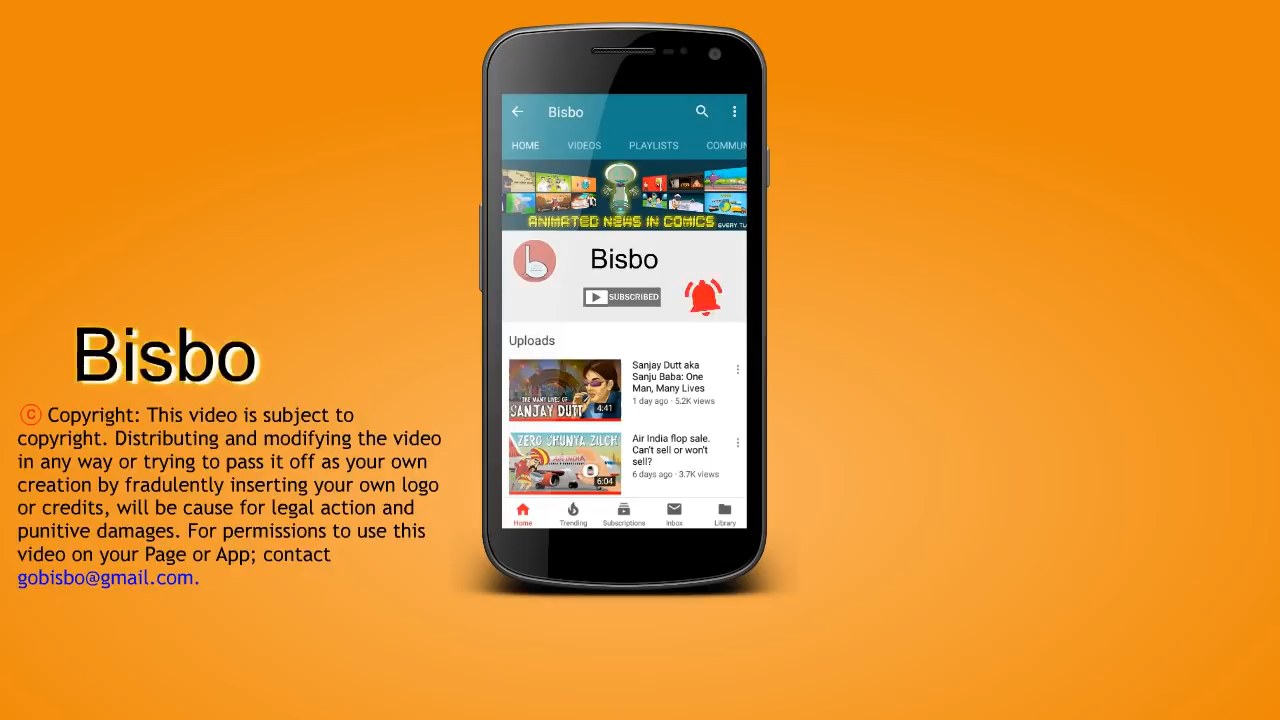 Bisbo
HOME VIDEOS PLAYLISTS COMMUN
ANIMATED NEWS IN COMICS
EVERY TU
Bisbo
SUBSCRIBED
Uploads
Sanjay Dutt aka
Sanju Baba: One
Man, Many Lives
1 day ago · 5.2K views
THE MANY LIVES OF
SANJAY DUTT
4:41
Air India flop sale.
Can't sell or won't
sell?
6 days ago · 3.7K views
ZERO SHUNYA ZILCH
AIR INDIA
6:04
Home Trending Subscriptions Inbox Library
Bisbo
© Copyright: This video is subject to
copyright. Distributing and modifying the video
in any way or trying to pass it off as your own
creation by fradulently inserting your own logo
or credits, will be cause for legal action and
punitive damages. For permissions to use this
video on your Page or App; contact
gobisbo@gmail.com.